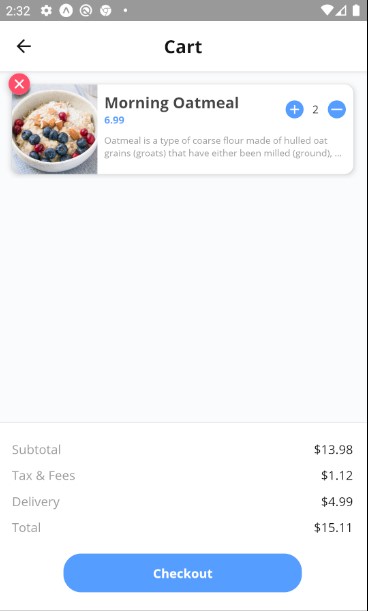 2:32
Cart
Morning Oatmeal
6.99
2
Oatmeal is a type of coarse flour made of hulled oat
grains (groats) that have either been milled (ground), ...
Subtotal $13.98
Tax & Fees $1.12
Delivery $4.99
Total $15.11
Checkout